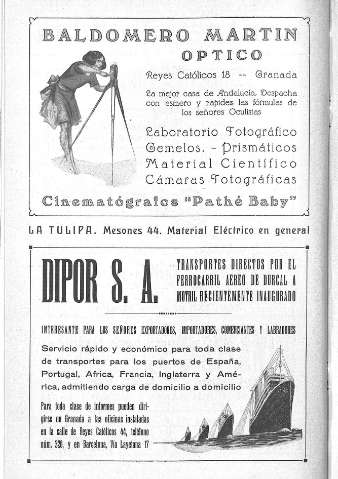 BALDOMERO MARTIN
OPTICO
Reyes Católicos 18 -- Granada
La mejor casa de Andalucia. Despacha
con esmero y rapidez las fórmulas de
los señores Oculistas
Laboratorio Fotográfico
Gemelos. - Prismáticos
Material Científico
Cámaras Fotográficas
Cinematógrafos "Pathé Baby"
LA TULIPA. Mesones 44. Material Eléctrico en general
DIPOR S. A.
TRANSPORTES DIRECTOS POR EL
FERROCARRIL AEREO DE DURCAL A
MOTRIL RECIENTEMENTE INAUGURADO
INTERESANTE PARA LOS SEÑORES EXPORTADORES, IMPORTADORES, COMERCIANTES Y LABRADORES
Servicio rápido y económico para toda clase
de transportes para los puertos de España,
Portugal, Africa, Francia, Inglaterra y Amé-
rica, admitiendo carga de domicilio a domicilio
Para toda clase de informes pueden diri-
girse en Granada a las oficinas instaladas
en la calle de Reyes Católicos 44, teléfono
núm. 326, y en Barcelona, Vía Layetana 17